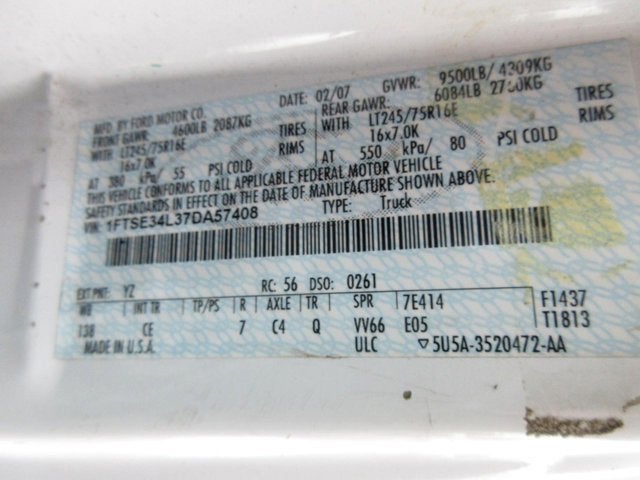 MFD. BY FORD MOTOR CO. DATE: 02/07 GVWR: 9500LB/ 4309KG
FRONT GAWR: 4600LB 2087KG REAR GAWR: 6084LB 2760KG
WITH LT245/75R16E TIRES WITH LT245/75R16E TIRES
16x7.0K RIMS 16x7.0K RIMS
AT 380 kPa/ 55 PSI COLD AT 550 kPa/ 80 PSI COLD
THIS VEHICLE CONFORMS TO ALL APPLICABLE FEDERAL MOTOR VEHICLE
SAFETY STANDARDS IN EFFECT ON THE DATE OF MANUFACTURE SHOWN ABOVE.
VIN: 1FTSE34L37DA57408 TYPE: Truck
EXT PNT: YZ RC: 56 DSO: 0261
WB INT TR TP/PS R AXLE TR SPR 7E414 F1437
138 CE 7 C4 Q VV66 E05 T1813
MADE IN U.S.A. ULC ▽5U5A-3520472-AA